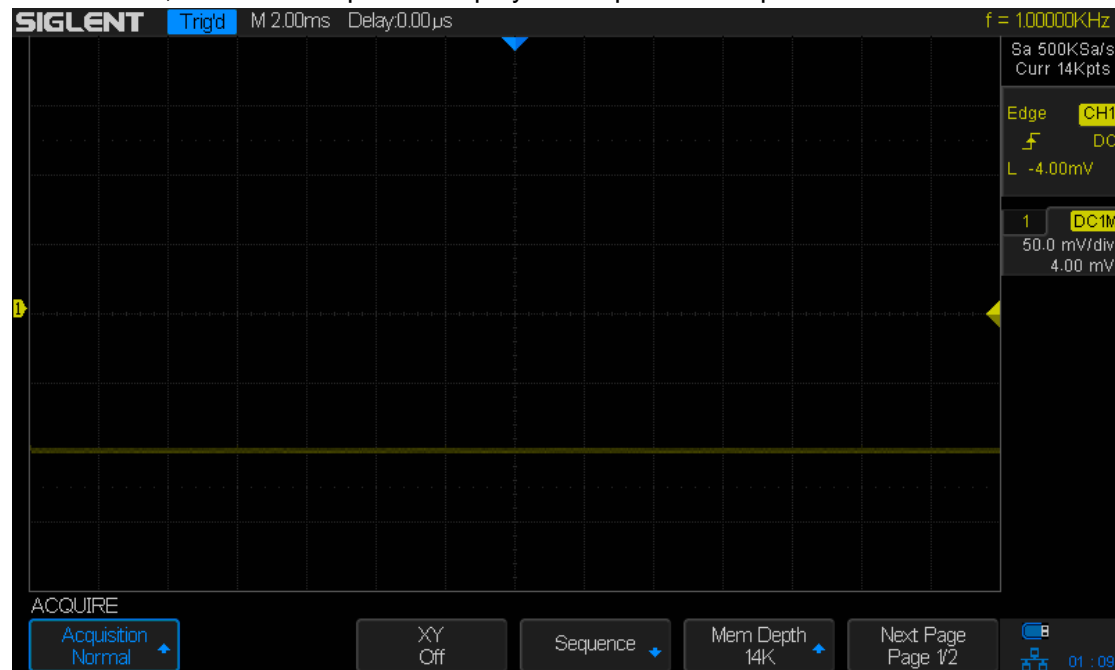 SIGLENT Trig'd M 2.00ms Delay:0.00µs f = 1.00000KHz
Sa 500KSa/s
Curr 14Kpts
Edge CH1
DC
L -4.00mV
1 DC1M
50.0 mV/div
4.00 mV
1
ACQUIRE
Acquisition
Normal
XY
Off
Sequence
Mem Depth
14K
Next Page
Page 1/2
01 : 09